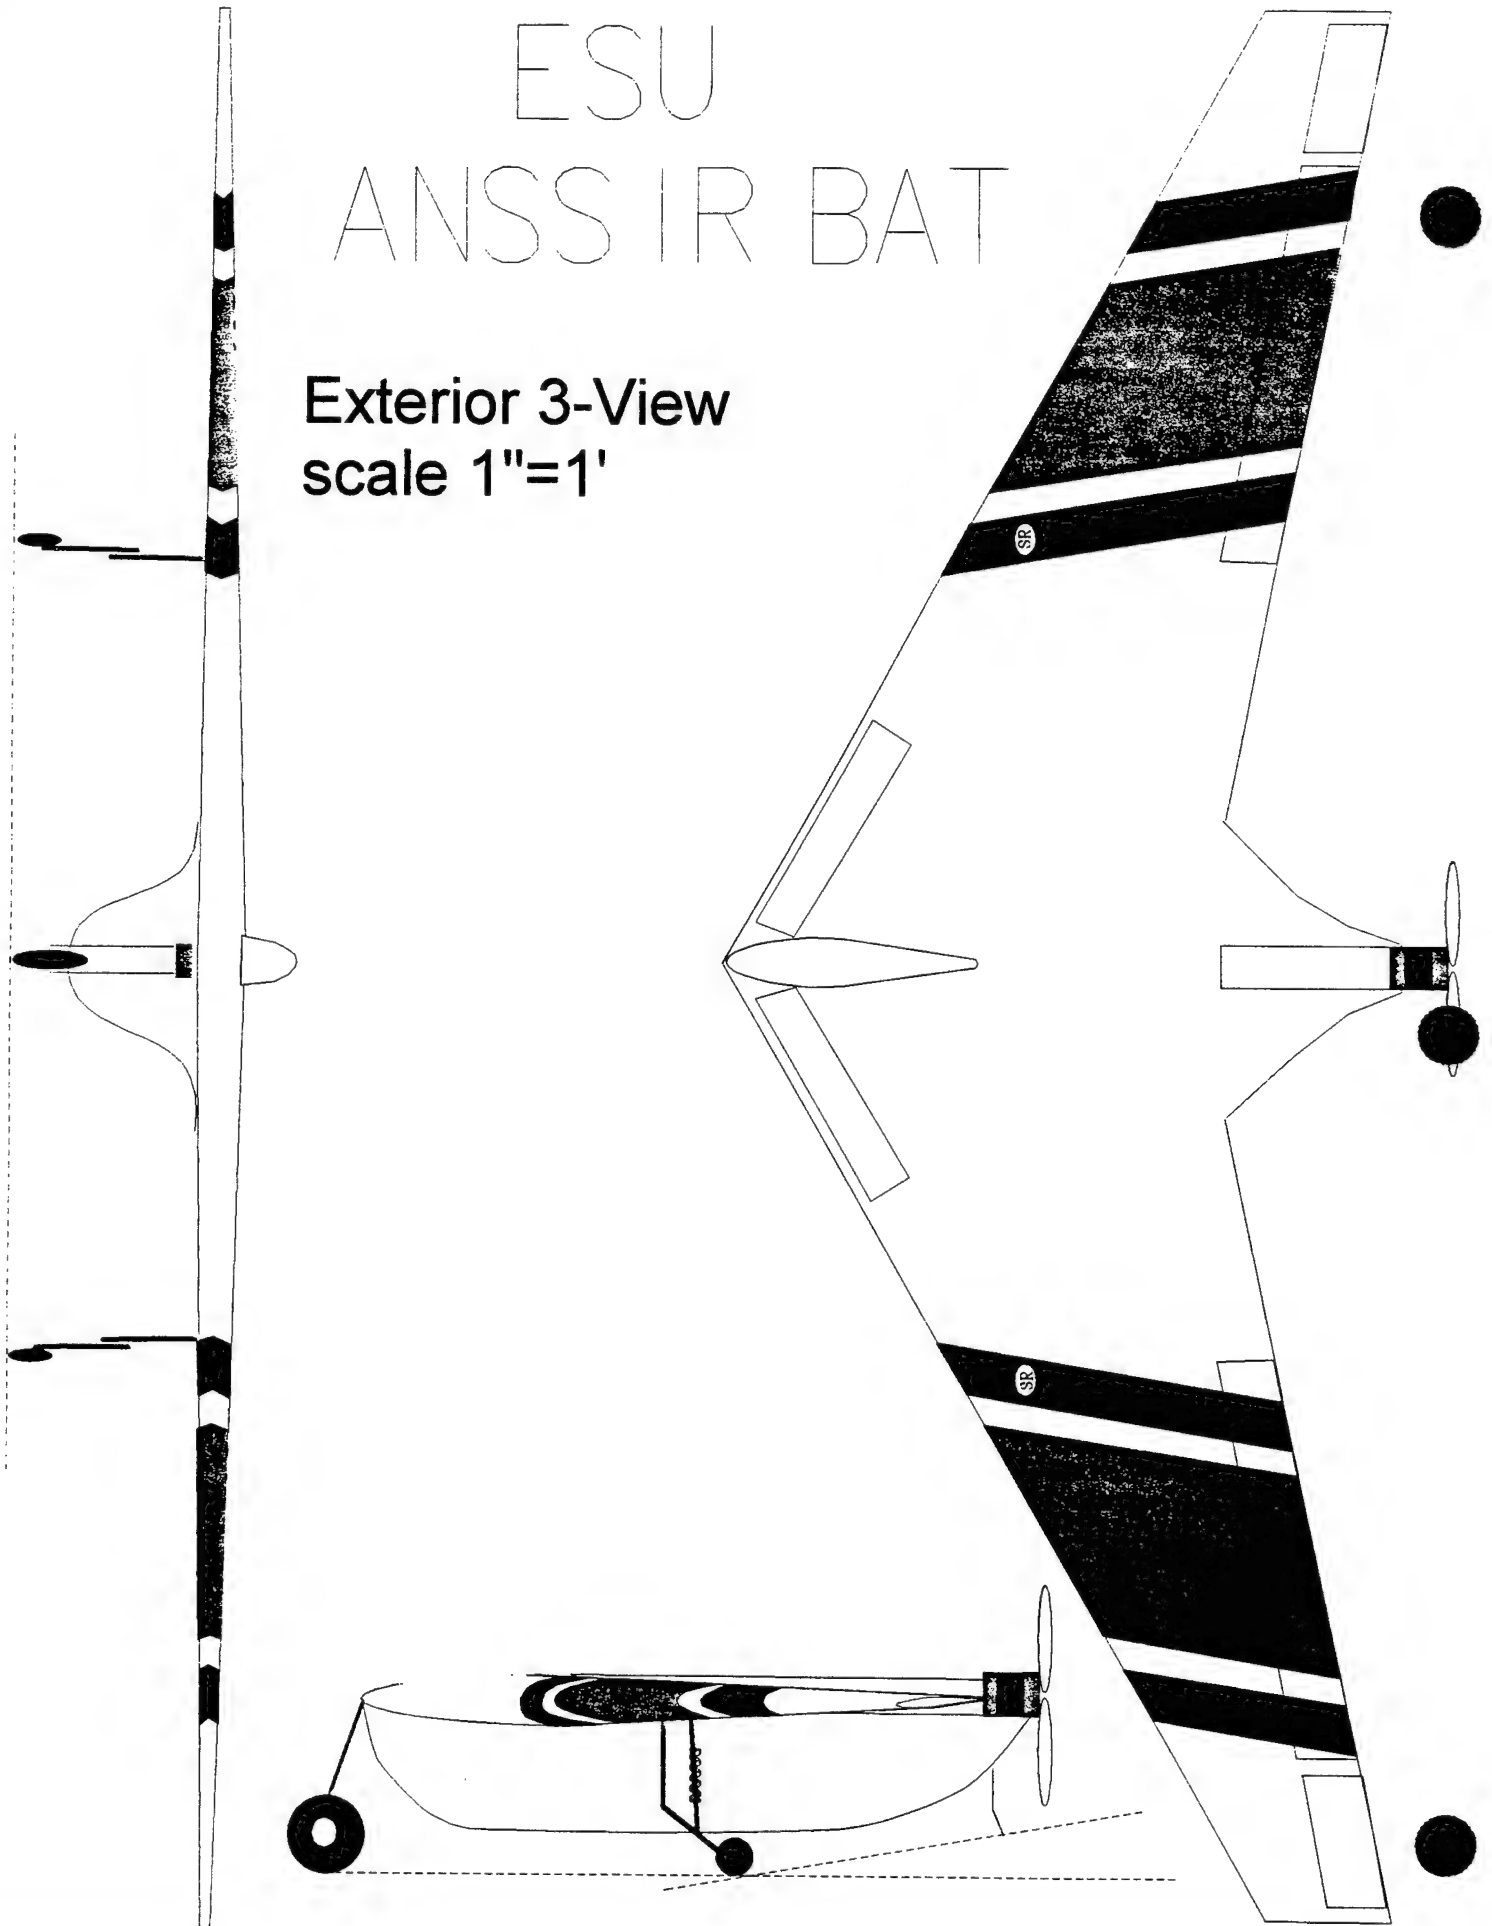 ESU
ANSS IR BAT
Exterior 3-View
scale 1"=1'
SR
SR